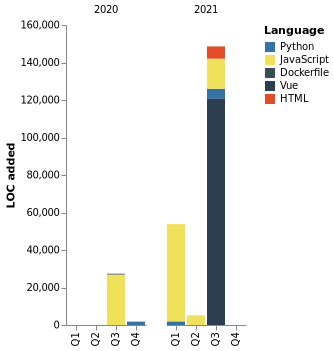 2020 2021
Language
Python
JavaScript
Dockerfile
Vue
HTML
LOC added
160,000
140,000
120,000
100,000
80,000
60,000
40,000
20,000
0
Q1 Q2 Q3 Q4 Q1 Q2 Q3 Q4